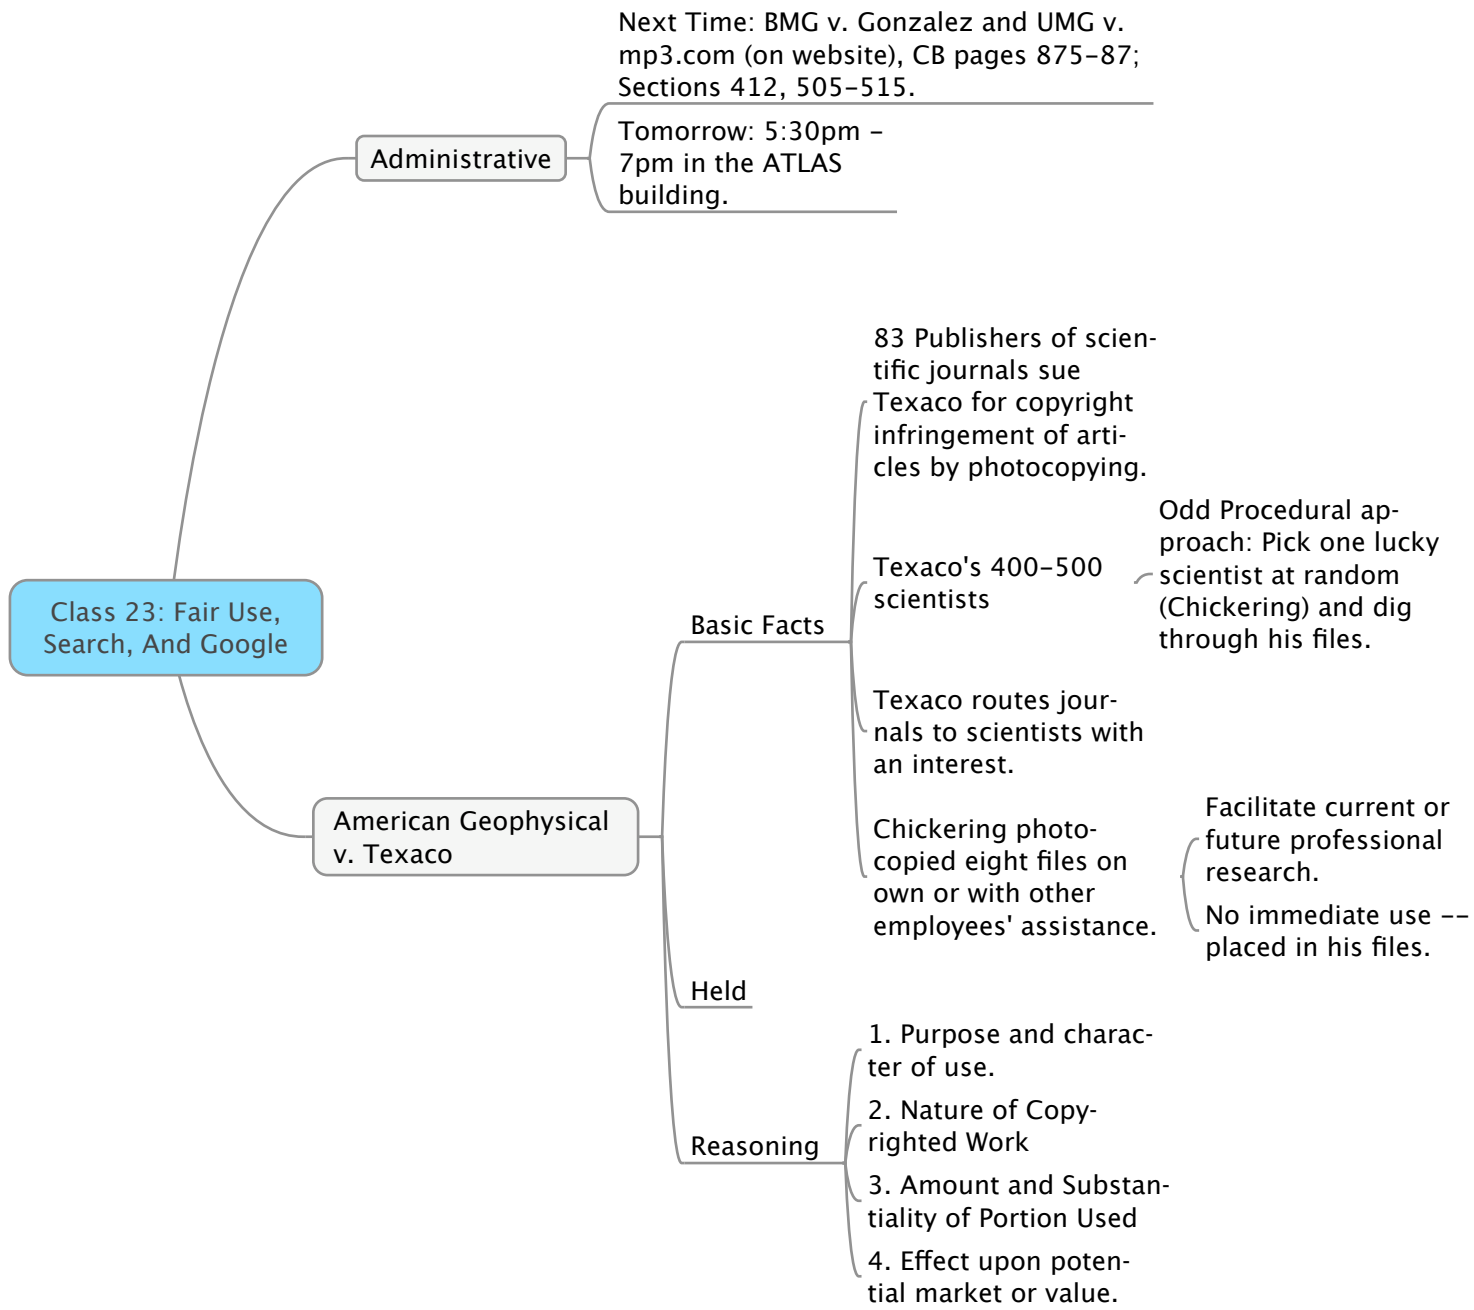 Next Time: BMG v. Gonzalez and UMG v.
mp3.com (on website), CB pages 875–87;
Sections 412, 505–515.
Tomorrow: 5:30pm –
7pm in the ATLAS
building.
Administrative
Class 23: Fair Use,
Search, And Google
American Geophysical
v. Texaco
Basic Facts
83 Publishers of scien-
tific journals sue
Texaco for copyright
infringement of arti-
cles by photocopying.
Texaco's 400–500
scientists
Odd Procedural ap-
proach: Pick one lucky
scientist at random
(Chickering) and dig
through his files.
Texaco routes jour-
nals to scientists with
an interest.
Chickering photo-
copied eight files on
own or with other
employees' assistance.
Facilitate current or
future professional
research.
No immediate use --
placed in his files.
Held
Reasoning
1. Purpose and charac-
ter of use.
2. Nature of Copy-
righted Work
3. Amount and Substan-
tiality of Portion Used
4. Effect upon poten-
tial market or value.